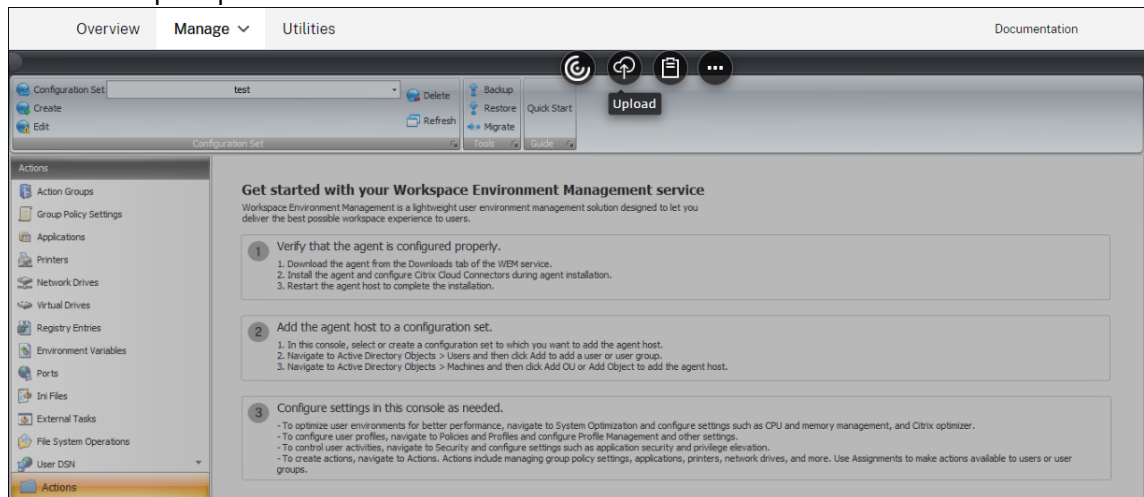 Overview Manage Utilities Documentation
Upload
Configuration Set test Delete Backup
Create Restore Quick Start
Edit Refresh Migrate
Configuration Set Tools Guide
Actions
Action Groups
Group Policy Settings
Applications
Printers
Network Drives
Virtual Drives
Registry Entries
Environment Variables
Ports
Ini Files
External Tasks
File System Operations
User DSN
Actions
Get started with your Workspace Environment Management service
Workspace Environment Management is a lightweight user environment management solution designed to let you
deliver the best possible workspace experience to users.
1 Verify that the agent is configured properly.
1. Download the agent from the Downloads tab of the WEM service.
2. Install the agent and configure Citrix Cloud Connectors during agent installation.
3. Restart the agent host to complete the installation.
2 Add the agent host to a configuration set.
1. In this console, select or create a configuration set to which you want to add the agent host.
2. Navigate to Active Directory Objects > Users and then click Add to add a user or user group.
3. Navigate to Active Directory Objects > Machines and then click Add OU or Add Object to add the agent host.
3 Configure settings in this console as needed.
- To optimize user environments for better performance, navigate to System Optimization and configure settings such as CPU and memory management, and Citrix optimizer.
- To configure user profiles, navigate to Policies and Profiles and configure Profile Management and other settings.
- To control user activities, navigate to Security and configure settings such as application security and privilege elevation.
- To create actions, navigate to Actions. Actions include managing group policy settings, applications, printers, network drives, and more. Use Assignments to make actions available to users or user
groups.